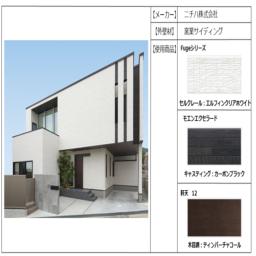 【メーカー】 ニチハ株式会社
【外壁材】 窯業サイディング
【使用商品】 Fugeシリーズ
セルクレール：エルフィンクリアホワイト
モエンエクセラード
キャスティング：カーボンブラック
軒天 12
木目調：ティンバーチャコール